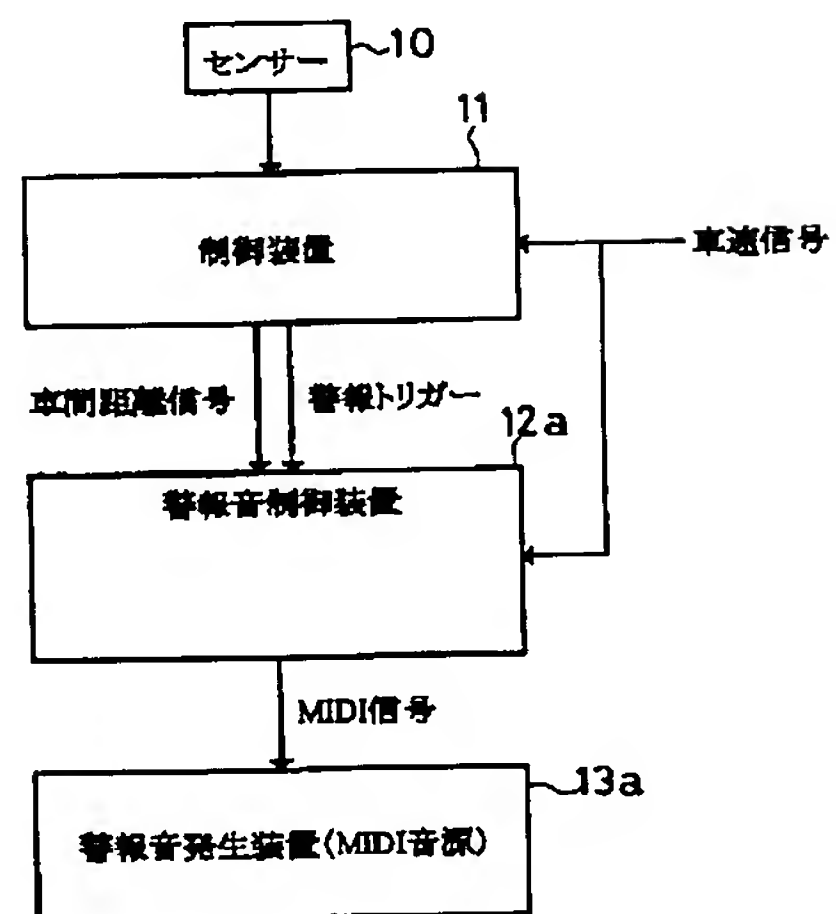 センサー
10
11
制御装置
車速信号
車間距離信号
警報トリガー
12a
警報音制御装置
MIDI信号
13a
警報音発生装置(MIDI音源)